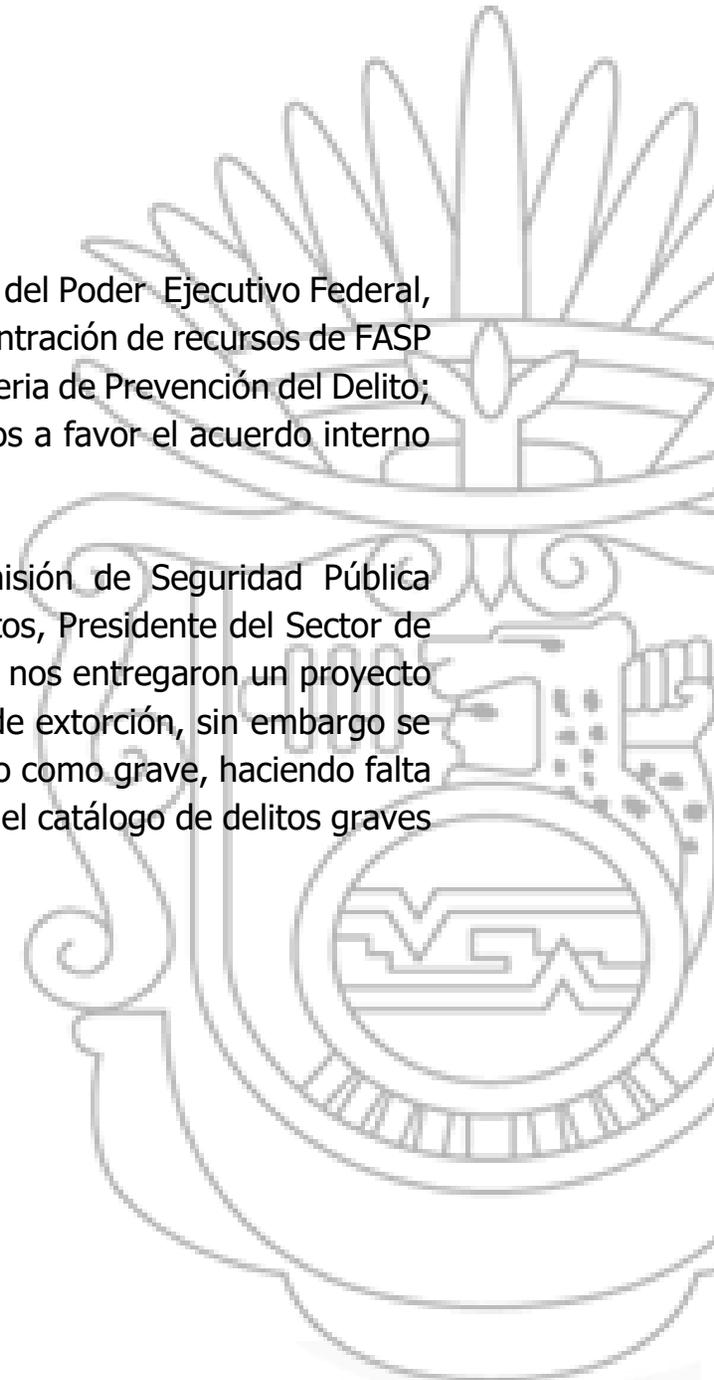 del Poder Ejecutivo Federal,
ntración de recursos de FASP
eria de Prevención del Delito;
os a favor el acuerdo interno
isión de Seguridad Pública
tos, Presidente del Sector de
nos entregaron un proyecto
de extorción, sin embargo se
o como grave, haciendo falta
el catálogo de delitos graves